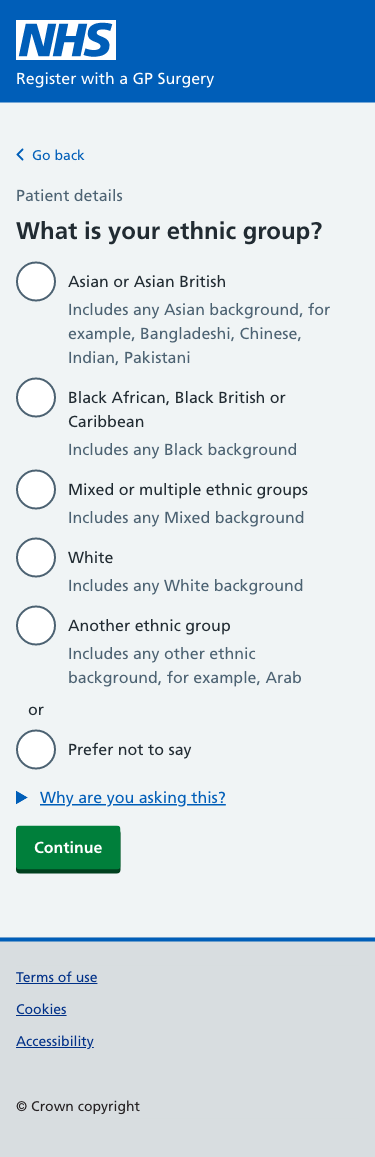 NHS
Register with a GP Surgery
Go back
Patient details
What is your ethnic group?
Asian or Asian British
Includes any Asian background, for
example, Bangladeshi, Chinese,
Indian, Pakistani
Black African, Black British or
Caribbean
Includes any Black background
Mixed or multiple ethnic groups
Includes any Mixed background
White
Includes any White background
Another ethnic group
Includes any other ethnic
background, for example, Arab
or
Prefer not to say
Why are you asking this?
Continue
Terms of use
Cookies
Accessibility
© Crown copyright